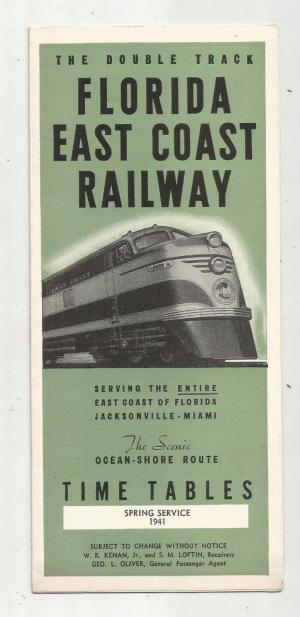 THE DOUBLE TRACK
FLORIDA
EAST COAST
RAILWAY
EAST COAST
SERVING THE ENTIRE
EAST COAST OF FLORIDA
JACKSONVILLE - MIAMI
The Scenic
OCEAN-SHORE ROUTE
TIME TABLES
SPRING SERVICE
1941
SUBJECT TO CHANGE WITHOUT NOTICE
W. R. KENAN, Jr., and S. M. LOFTIN, Receivers
GEO. L. OLIVER, General Passenger Agent